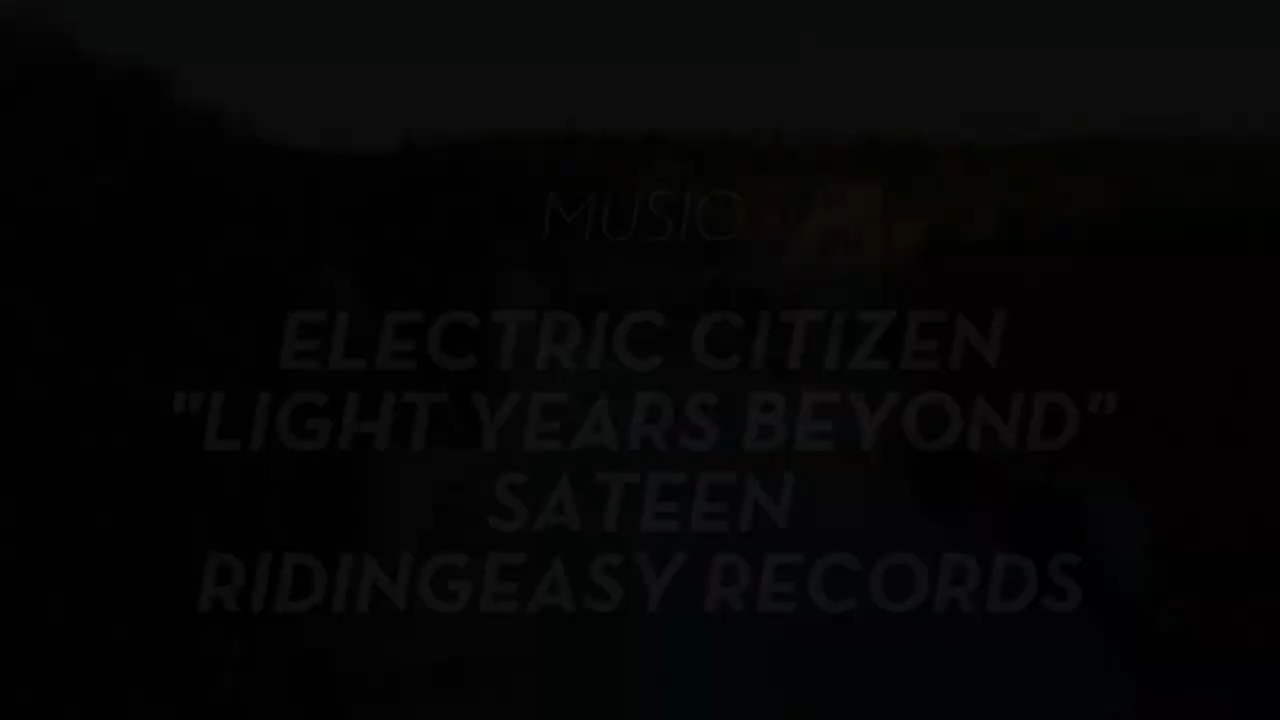 MUSIC
ELECTRIC CITIZEN
"LIGHT YEARS BEYOND"
SATEEN
RIDINGEASY RECORDS